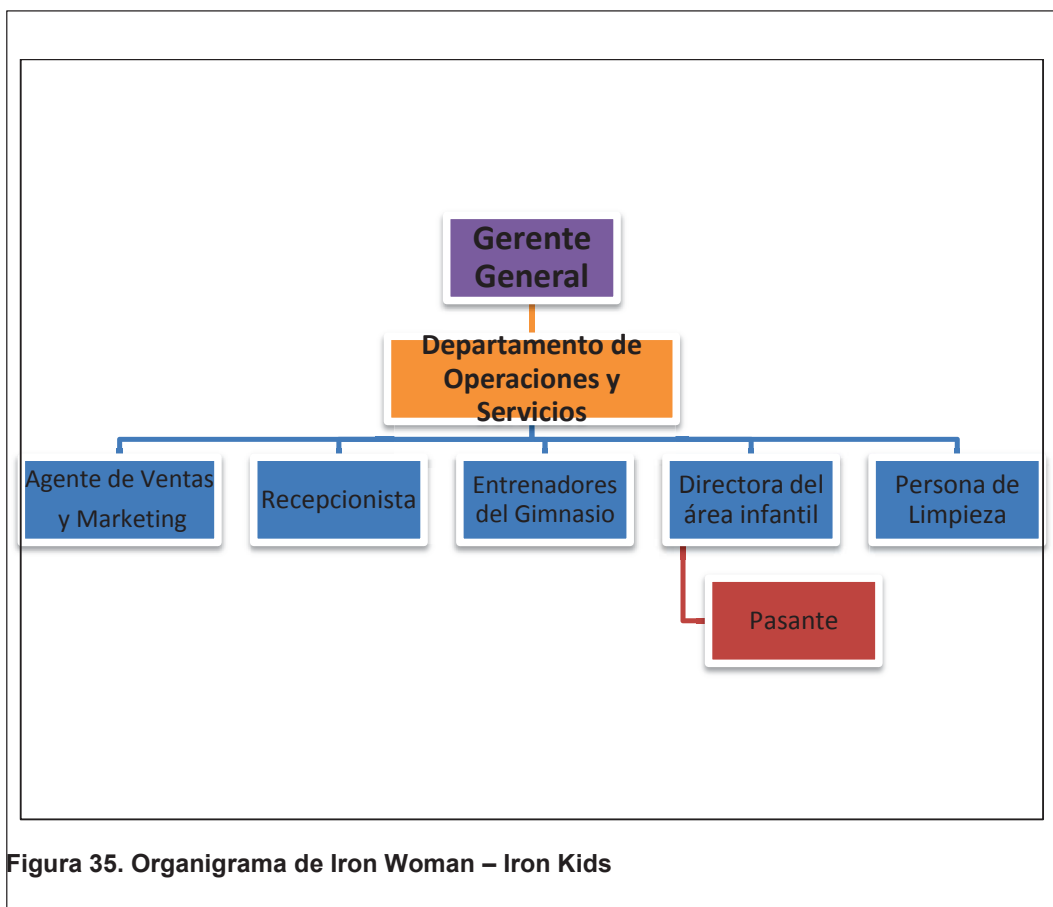 Gerente
General
Departamento de
Operaciones y
Servicios
Agente de Ventas
y Marketing
Recepcionista
Entrenadores
del Gimnasio
Directora del
área infantil
Persona de
Limpieza
Pasante
Figura 35. Organigrama de Iron Woman – Iron Kids